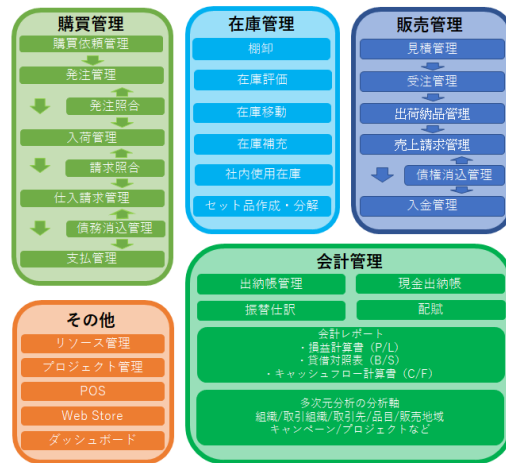 購買管理
購買依頼管理
発注管理
発注照合
入荷管理
請求照合
仕入請求管理
債務消込管理
支払管理
在庫管理
棚卸
在庫評価
在庫移動
在庫補充
社内使用在庫
セット品作成・分解
販売管理
見積管理
受注管理
出荷納品管理
売上請求管理
債権消込管理
入金管理
その他
リソース管理
プロジェクト管理
POS
Web Store
ダッシュボード
会計管理
出納帳管理
現金出納帳
振替仕訳
配賦
会計レポート
・損益計算書（P/L）
・貸借対照表（B/S）
・キャッシュフロー計算書（C/F）
多次元分析の分析軸
組織/取引組織/取引先/品目/販売地域
キャンペーン/プロジェクトなど